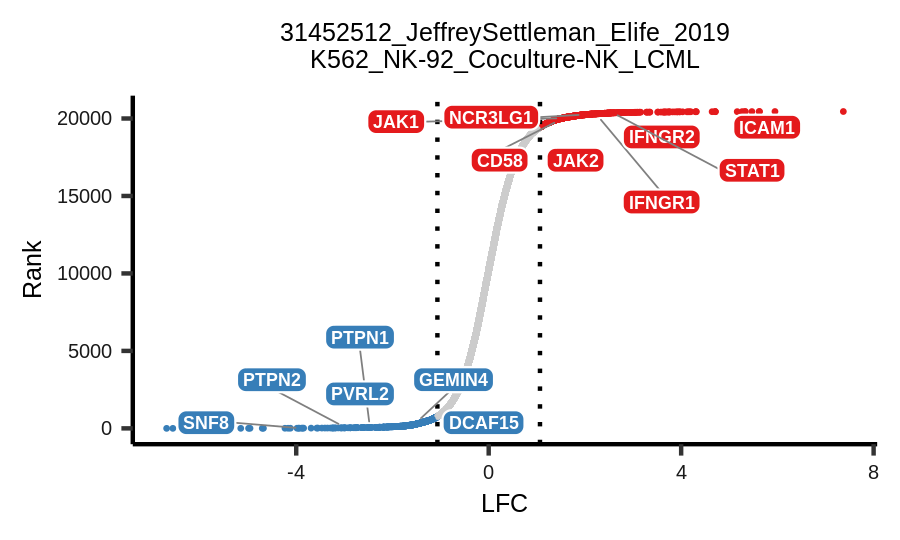 31452512_JeffreySettleman_Elife_2019
K562_NK-92_Coculture-NK_LCML
Rank
20000
15000
10000
5000
0
JAK1
NCR3LG1
CD58
JAK2
IFNGR2
ICAM1
STAT1
IFNGR1
PTPN1
PTPN2
PVRL2
GEMIN4
SNF8
DCAF15
-4
0
4
8
LFC